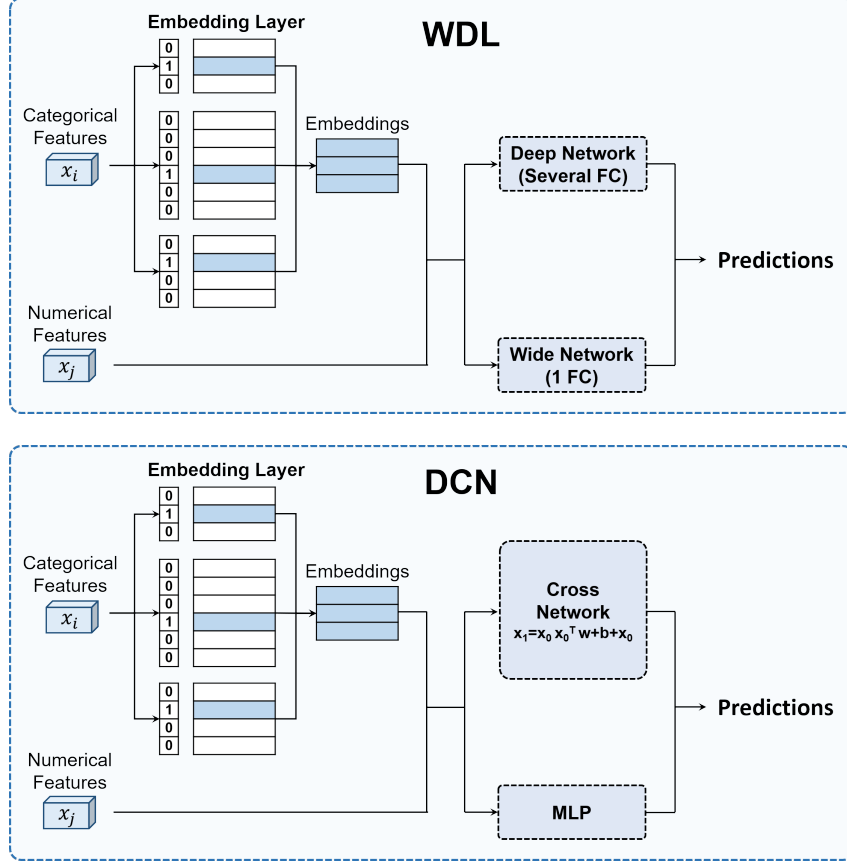 Embedding Layer
WDL
0
1
0
Categorical
Features
x_i
0
0
0
1
0
0
Embeddings
Deep Network
(Several FC)
0
1
0
0
Predictions
Numerical
Features
x_j
Wide Network
(1 FC)
Embedding Layer
DCN
0
1
0
Categorical
Features
x_i
0
0
0
1
0
0
Embeddings
Cross
Network
x₁=x₀ x₀ᵀ w+b+x₀
0
1
0
0
Predictions
Numerical
Features
x_j
MLP